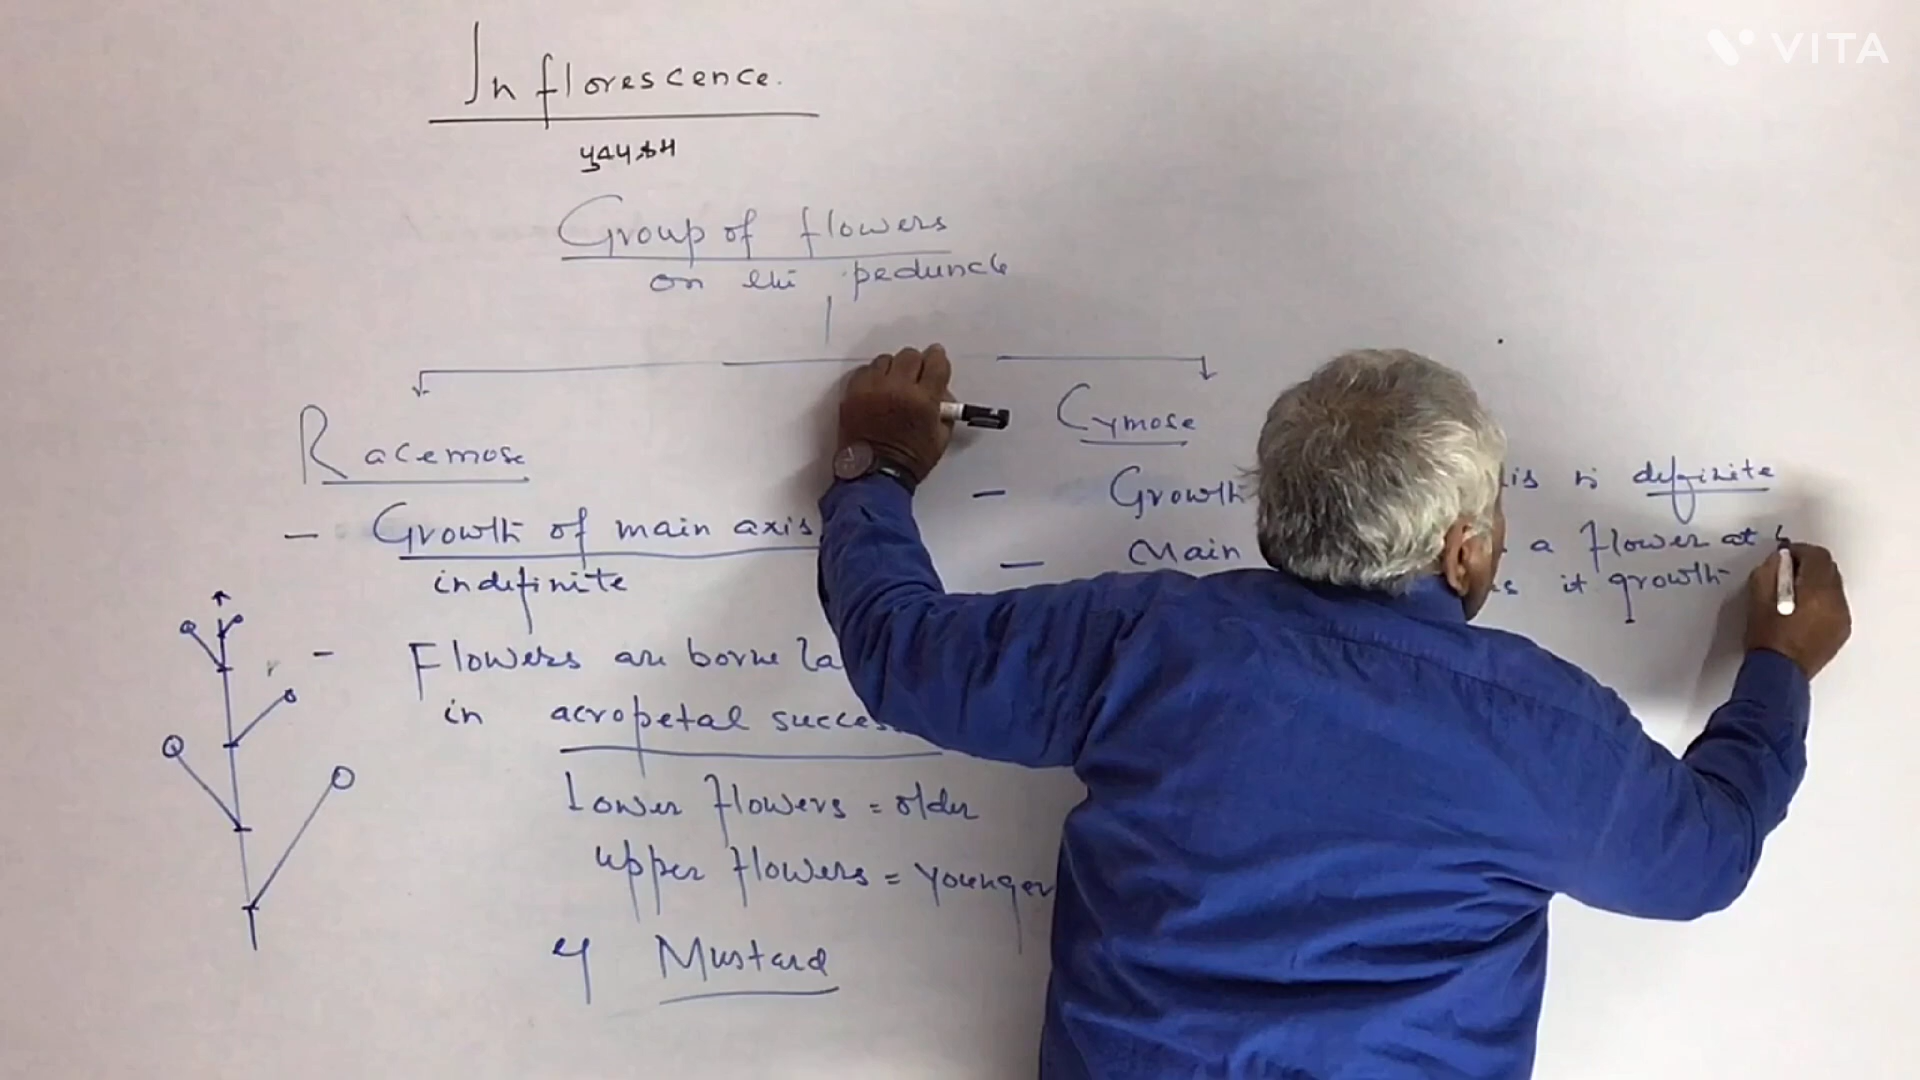 VITA
Inflorescence.
पुष्पक्रम
Group of flowers
on the peduncle
Racemose
Cymose
- Growth of main axis
indefinite
- Growth is definite
- Main a flower at
it growth
- Flowers are borne la
in acropetal succes
Lower flowers = older
upper flowers = younger
eg Mustard